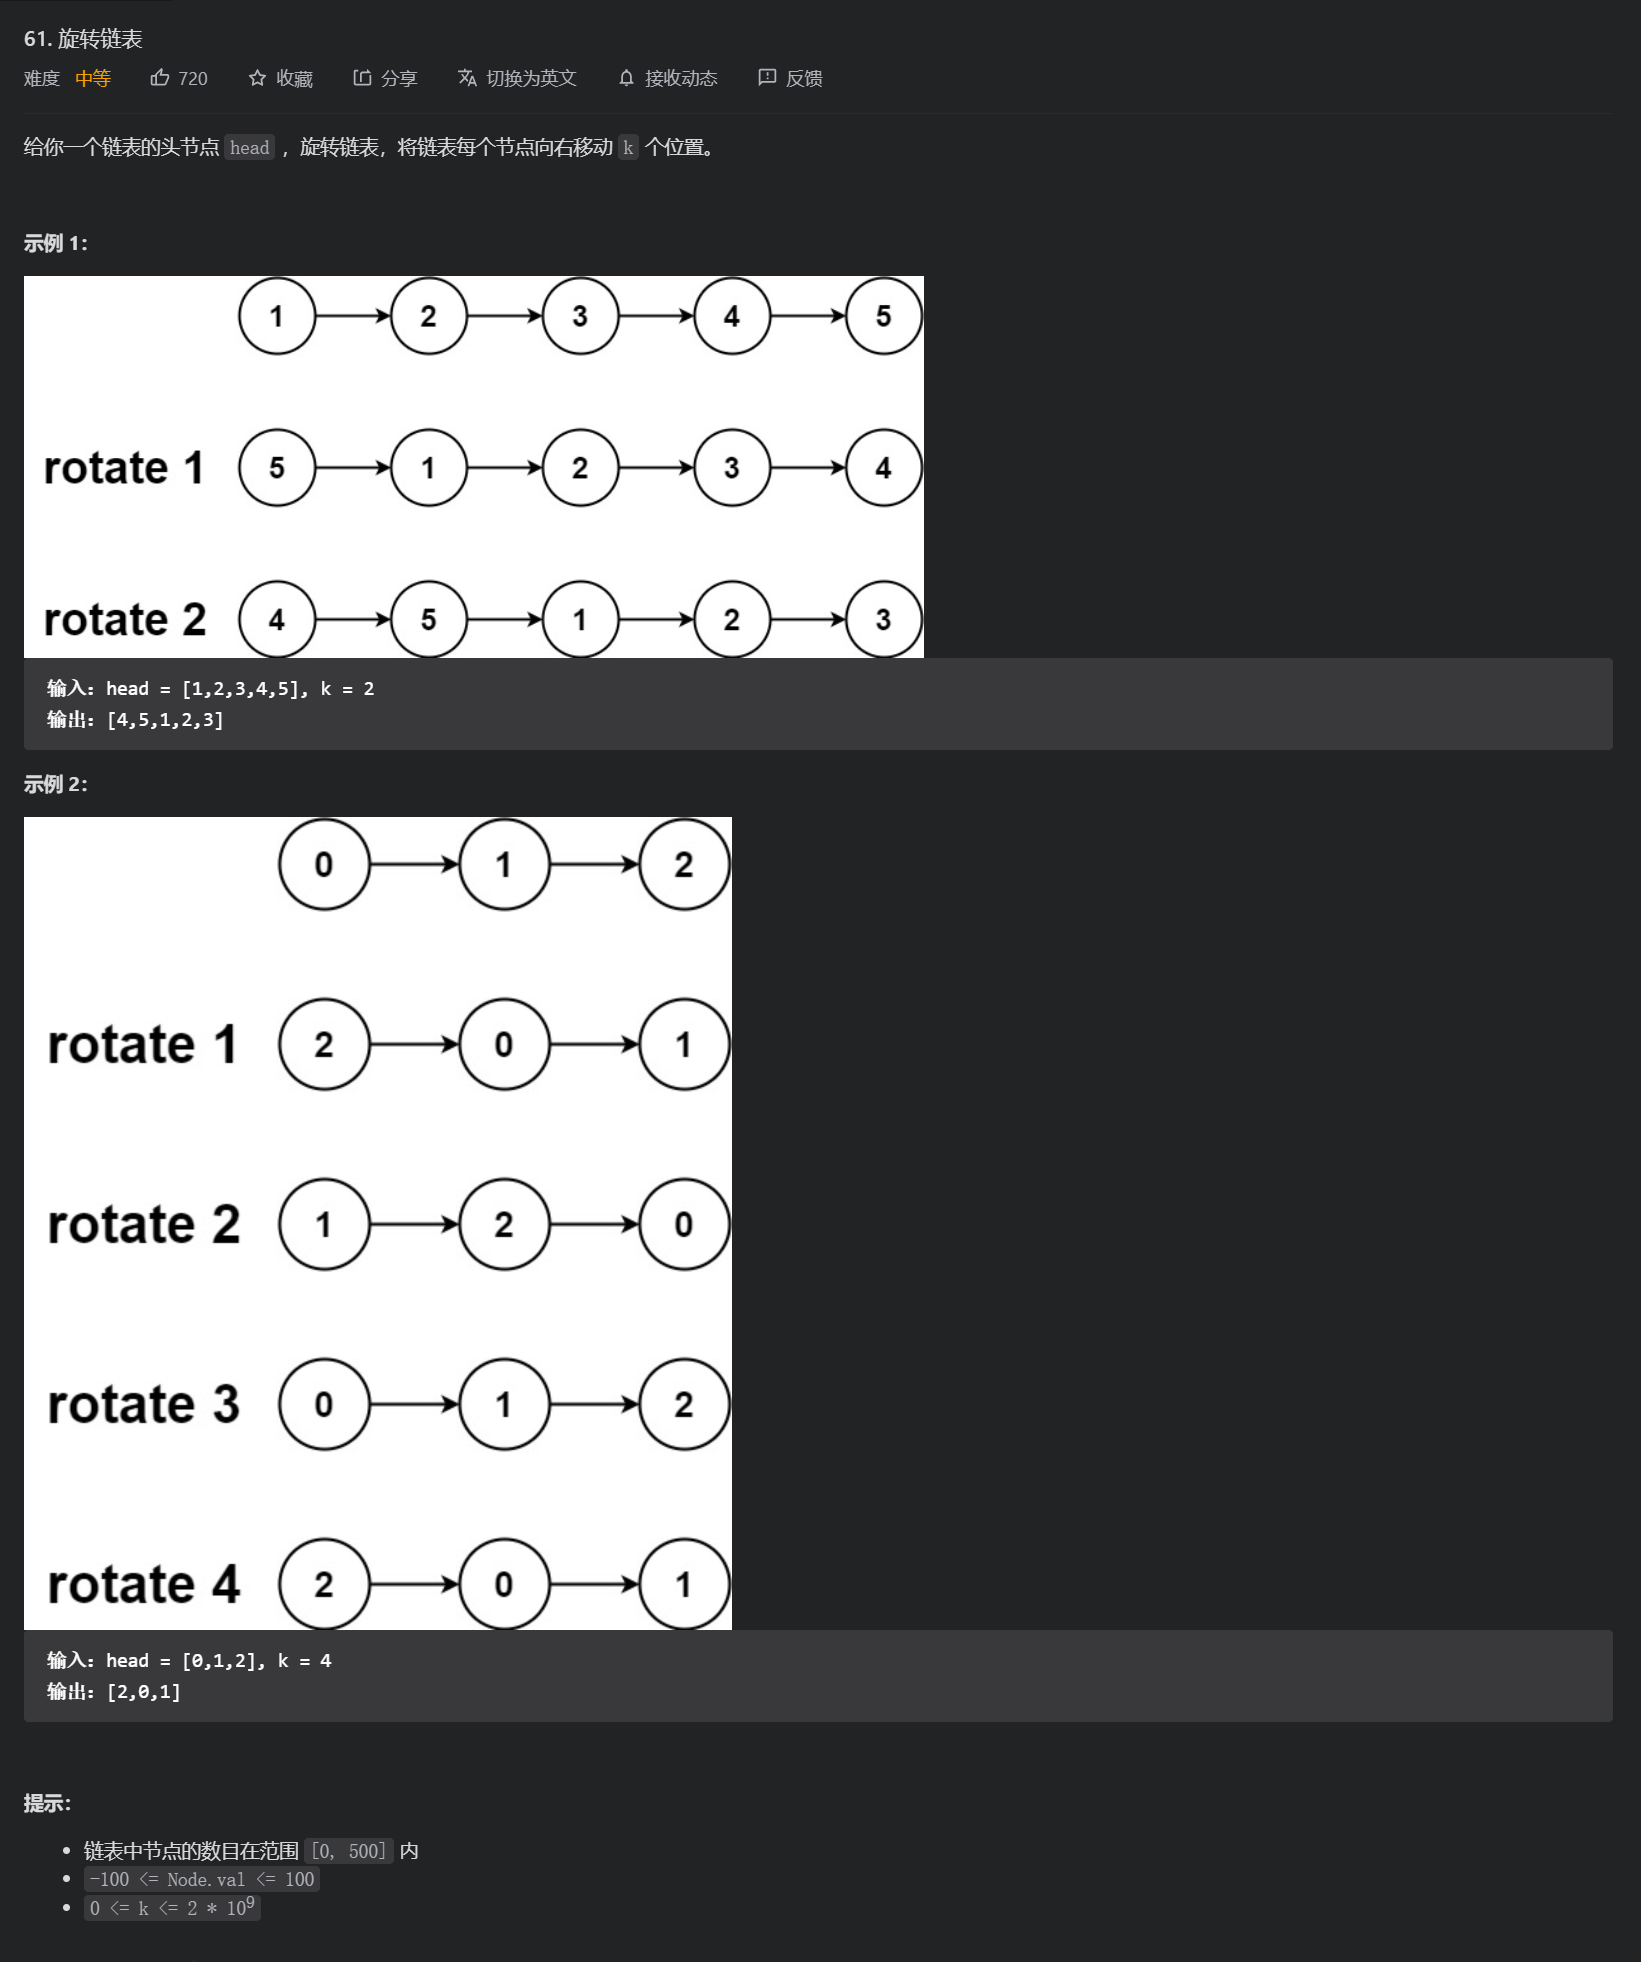 61. 旋转链表
难度 中等 720 收藏 分享 切换为英文 接收动态 反馈
给你一个链表的头节点 head ，旋转链表，将链表每个节点向右移动 k 个位置。
示例 1：
1 2 3 4 5
rotate 1 5 1 2 3 4
rotate 2 4 5 1 2 3
输入：head = [1,2,3,4,5], k = 2
输出：[4,5,1,2,3]
示例 2：
0 1 2
rotate 1 2 0 1
rotate 2 1 2 0
rotate 3 0 1 2
rotate 4 2 0 1
输入：head = [0,1,2], k = 4
输出：[2,0,1]
提示：
• 链表中节点的数目在范围 [0, 500] 内
• -100 <= Node.val <= 100
• 0 <= k <= 2 * 10⁹